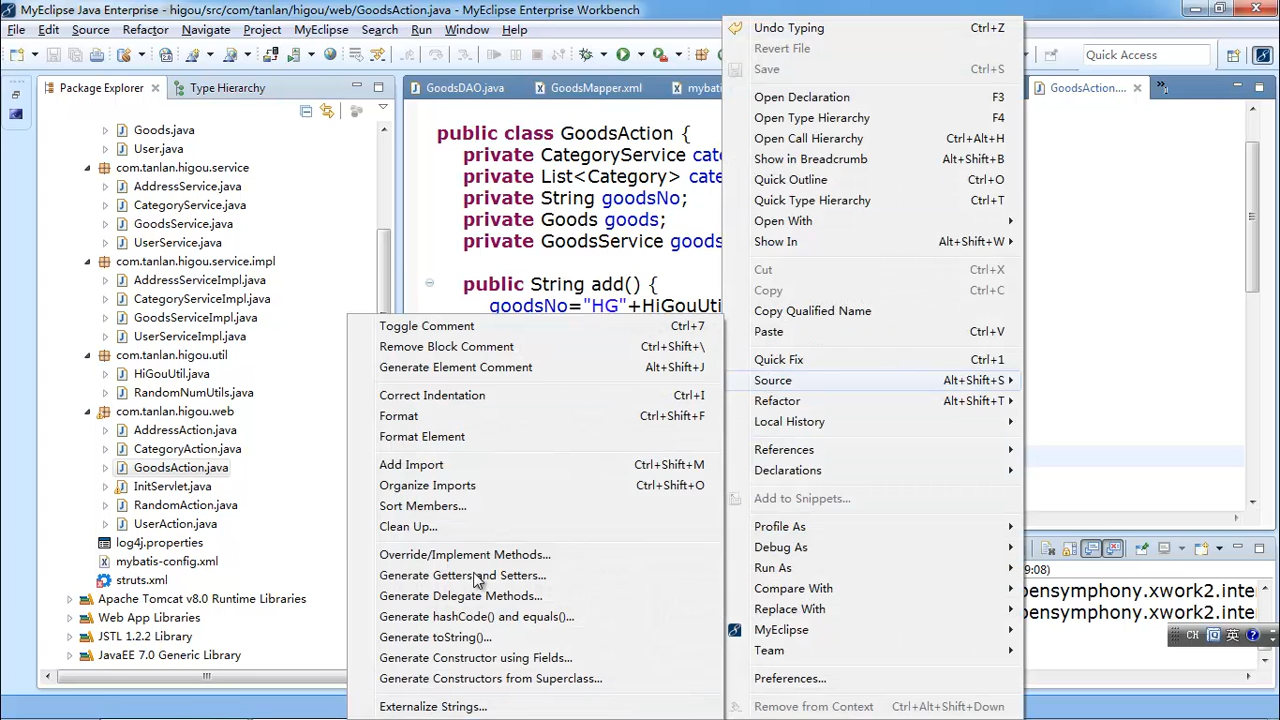 MyEclipse Java Enterprise - higou/src/com/tanlan/higou/web/GoodsAction.java - MyEclipse Enterprise Workbench
File Edit Source Refactor Navigate Project MyEclipse Search Run Window Help
Quick Access
Package Explorer
Type Hierarchy
GoodsDAO.java
GoodsMapper.xml
GoodsAction....
Goods.java
User.java
com.tanlan.higou.service
AddressService.java
CategoryService.java
GoodsService.java
UserService.java
com.tanlan.higou.service.impl
AddressServiceImpl.java
CategoryServiceImpl.java
GoodsServiceImpl.java
UserServiceImpl.java
com.tanlan.higou.util
HiGouUtil.java
RandomNumUtils.java
com.tanlan.higou.web
AddressAction.java
CategoryAction.java
GoodsAction.java
InitServlet.java
RandomAction.java
UserAction.java
log4j.properties
mybatis-config.xml
struts.xml
Apache Tomcat v8.0 Runtime Libraries
Web App Libraries
JSTL 1.2.2 Library
JavaEE 7.0 Generic Library
public class GoodsAction {
private CategoryService cate
private List<Category> cate
private String goodsNo;
private Goods goods;
private GoodsService goods
public String add() {
goodsNo="HG"+HiGouUti
Toggle Comment Ctrl+7
Remove Block Comment Ctrl+Shift+\
Generate Element Comment Alt+Shift+J
Correct Indentation Ctrl+I
Format Ctrl+Shift+F
Format Element
Add Import Ctrl+Shift+M
Organize Imports Ctrl+Shift+O
Sort Members...
Clean Up...
Override/Implement Methods...
Generate Getters and Setters...
Generate Delegate Methods...
Generate hashCode() and equals()...
Generate toString()...
Generate Constructor using Fields...
Generate Constructors from Superclass...
Externalize Strings...
Undo Typing Ctrl+Z
Revert File
Save Ctrl+S
Open Declaration F3
Open Type Hierarchy F4
Open Call Hierarchy Ctrl+Alt+H
Show in Breadcrumb Alt+Shift+B
Quick Outline Ctrl+O
Quick Type Hierarchy Ctrl+T
Open With
Show In Alt+Shift+W
Cut Ctrl+X
Copy Ctrl+C
Copy Qualified Name
Paste Ctrl+V
Quick Fix Ctrl+1
Source Alt+Shift+S
Refactor Alt+Shift+T
Local History
References
Declarations
Add to Snippets...
Profile As
Debug As
Run As
Compare With
Replace With
MyEclipse
Team
Preferences...
Remove from Context Ctrl+Alt+Shift+Down
9:08)
pensymphony.xwork2.inte
pensymphony.xwork2.inte
CH 英